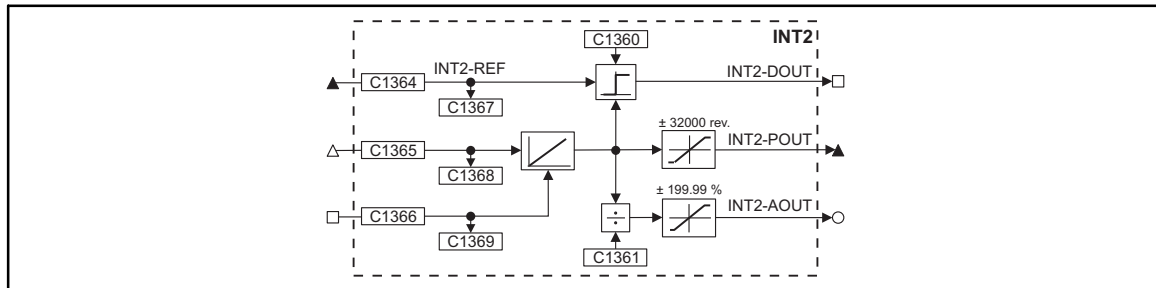 C1360
INT2
C1364
INT2-REF
INT2-DOUT
C1367
± 32000 rev.
C1365
INT2-POUT
C1368
± 199.99 %
C1366
INT2-AOUT
C1369
C1361